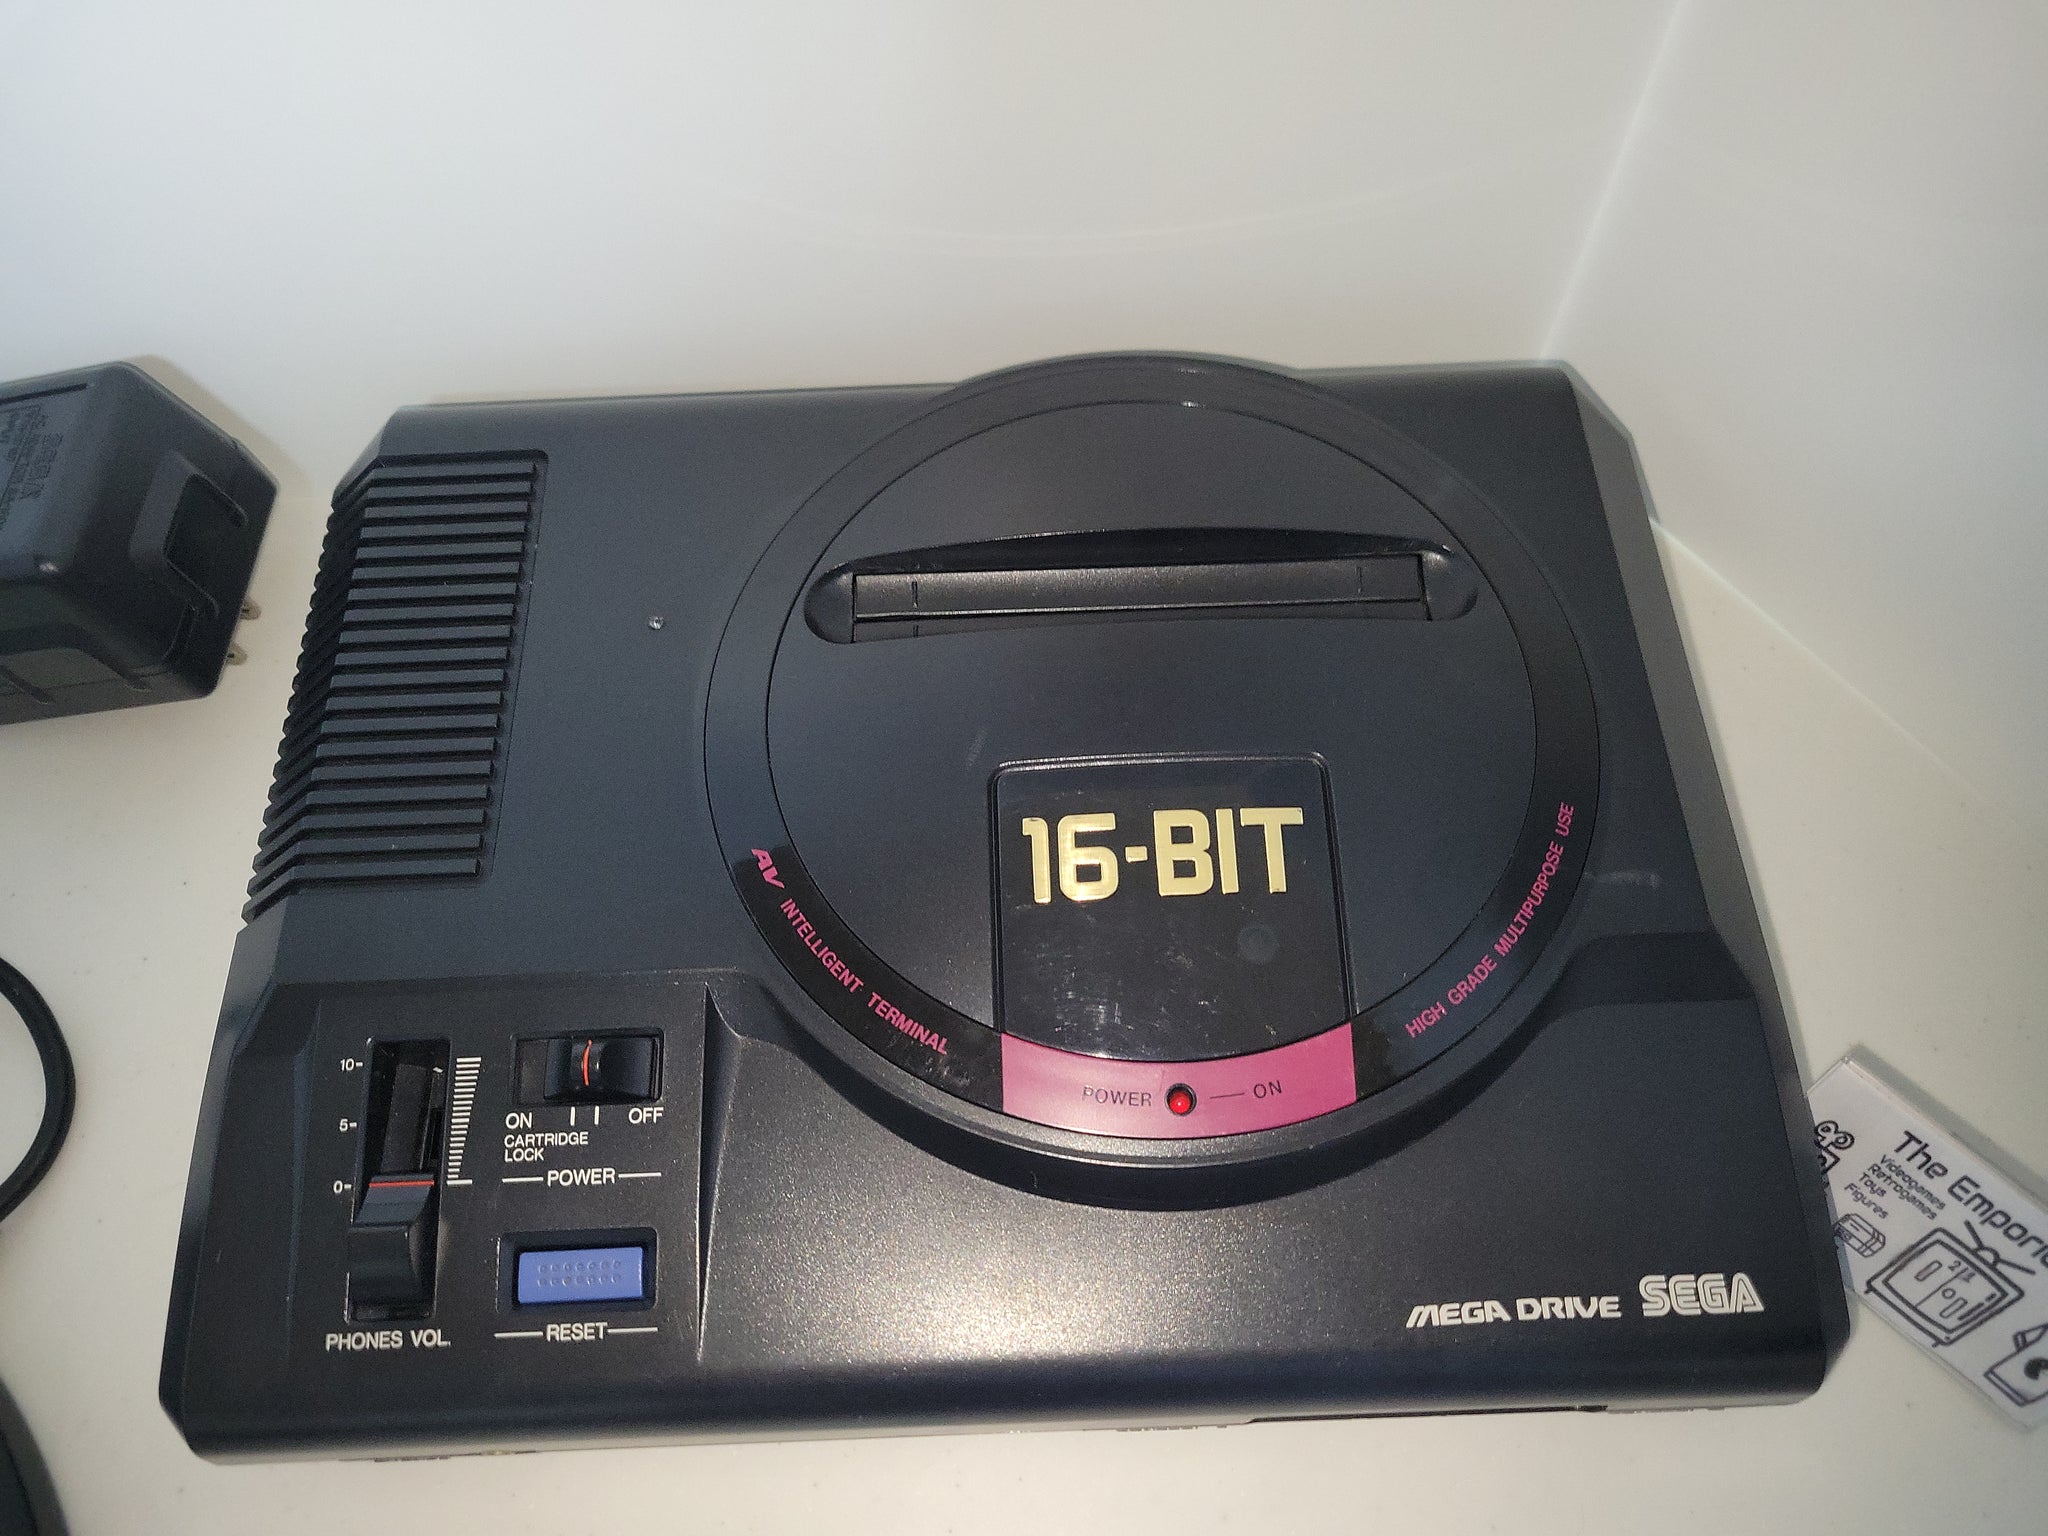 16-BIT
AV INTELLIGENT TERMINAL
HIGH GRADE MULTIPURPOSE USE
POWER ON
10
5
0
PHONES VOL.
ON OFF
CARTRIDGE
LOCK
POWER
RESET
MEGA DRIVE SEGA
The Empori
Videogames
Retrogames
Toys
Figures